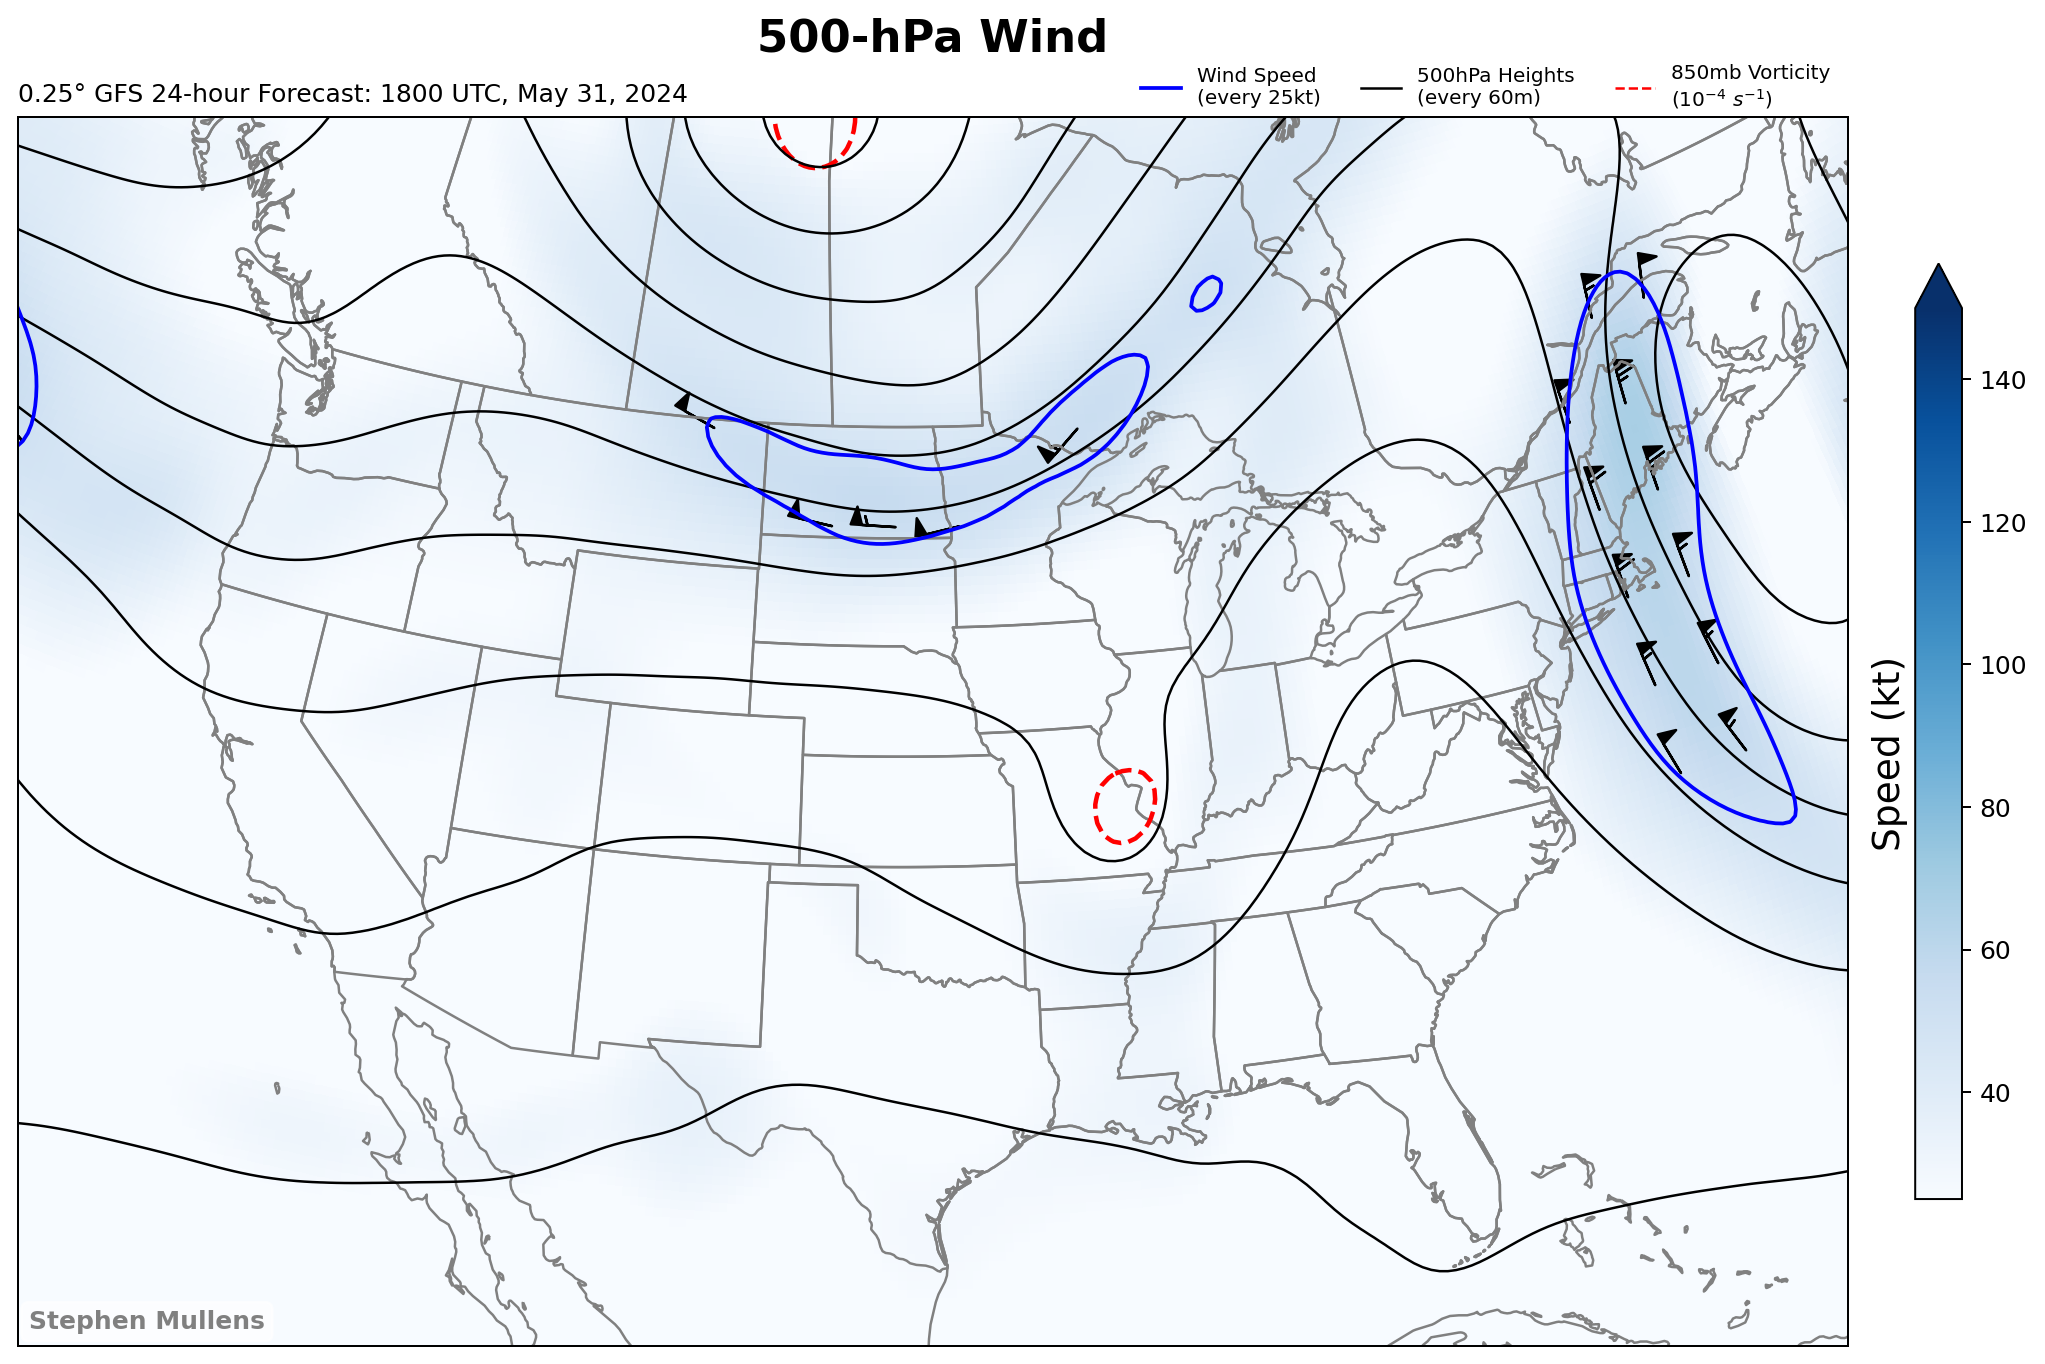 500-hPa Wind
0.25° GFS 24-hour Forecast: 1800 UTC, May 31, 2024
Wind Speed
(every 25kt)
500hPa Heights
(every 60m)
850mb Vorticity
(10⁻⁴ s⁻¹)
140
120
100
80
60
40
Speed (kt)
Stephen Mullens